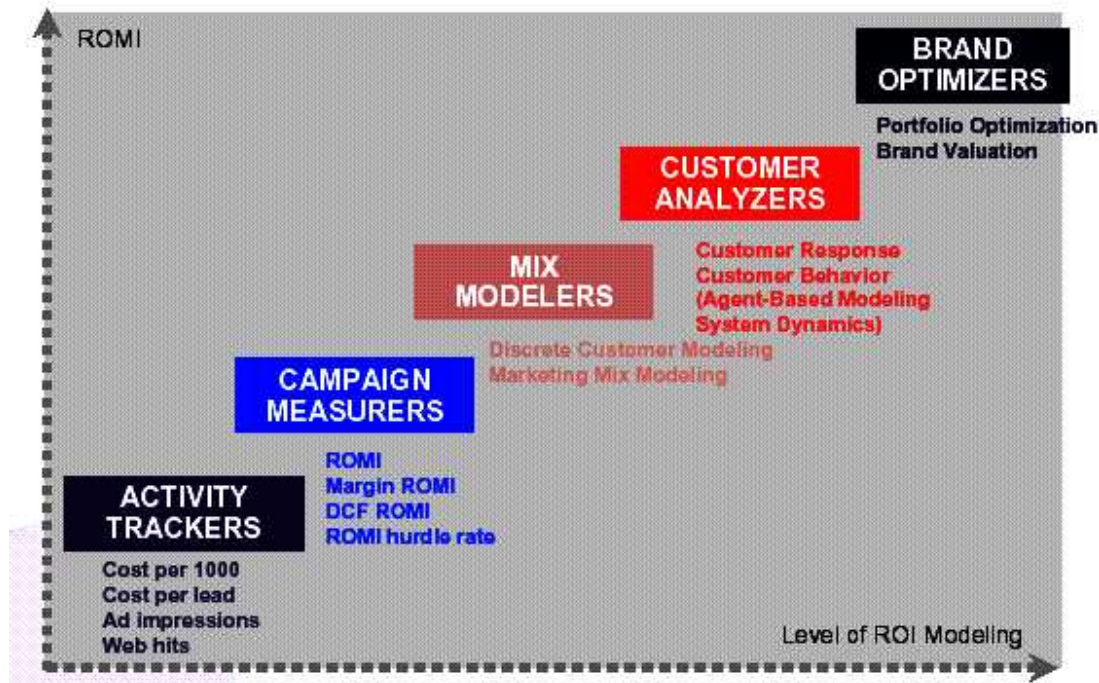 ROMI
BRAND
OPTIMIZERS
Portfolio Optimization
Brand Valuation
CUSTOMER
ANALYZERS
Customer Response
Customer Behavior
(Agent-Based Modeling
System Dynamics)
MIX
MODELERS
Discrete Customer Modeling
Marketing Mix Modeling
CAMPAIGN
MEASURERS
ROMI
Margin ROMI
DCF ROMI
ROMI hurdle rate
ACTIVITY
TRACKERS
Cost per 1000
Cost per lead
Ad impressions
Web hits
Level of ROI Modeling